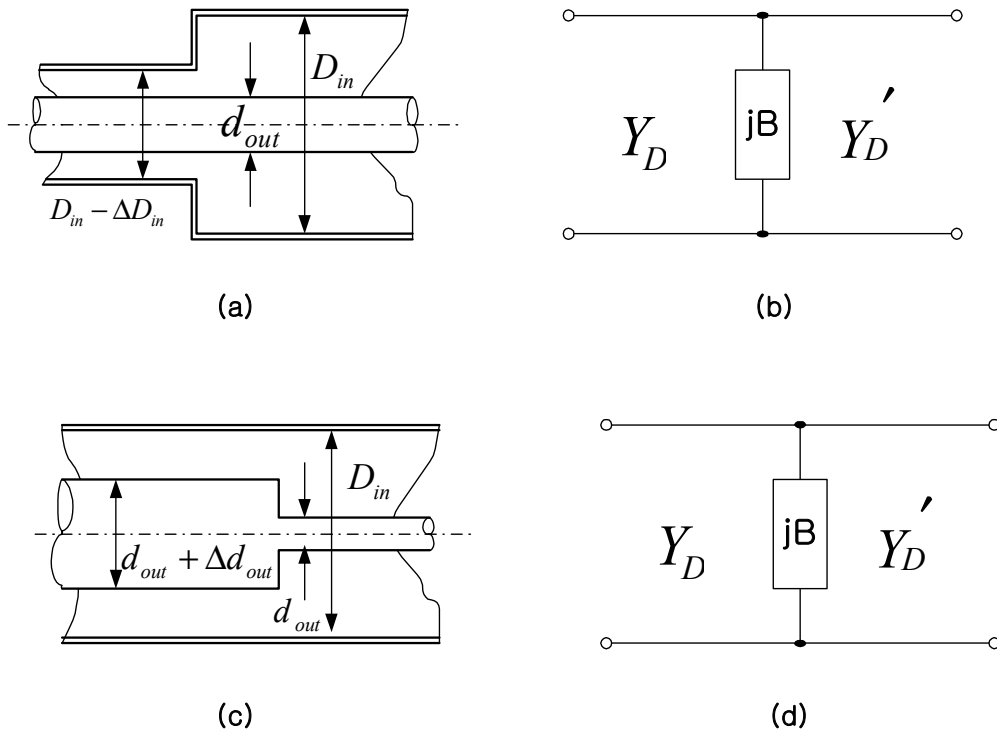 D_in
d_out
D_in − ΔD_in
(a)
jB
Y_D
Y_D'
(b)
D_in
d_out + Δd_out
d_out
(c)
jB
Y_D
Y_D'
(d)